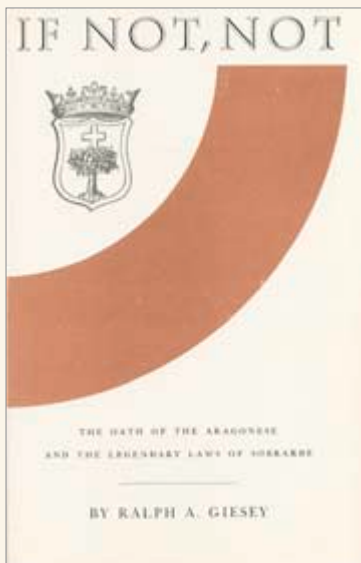 IF NOT, NOT
THE OATH OF THE ARAGONESE
AND THE LEGENDARY LAWS OF SOBRARBE
BY RALPH A. GIESEY